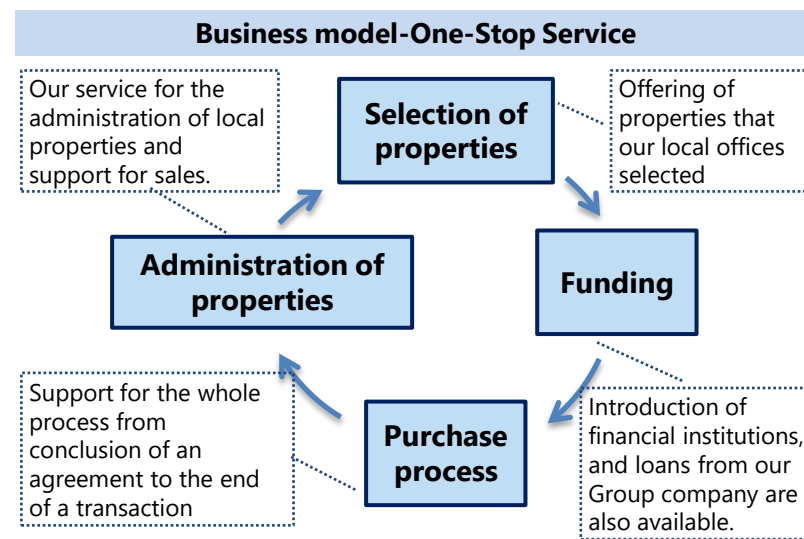 Business model-One-Stop Service
Our service for the
administration of local
properties and
support for sales.
Selection of
properties
Offering of
properties that
our local offices
selected
Administration of
properties
Funding
Support for the whole
process from
conclusion of an
agreement to the end
of a transaction
Purchase
process
Introduction of
financial institutions,
and loans from our
Group company are
also available.